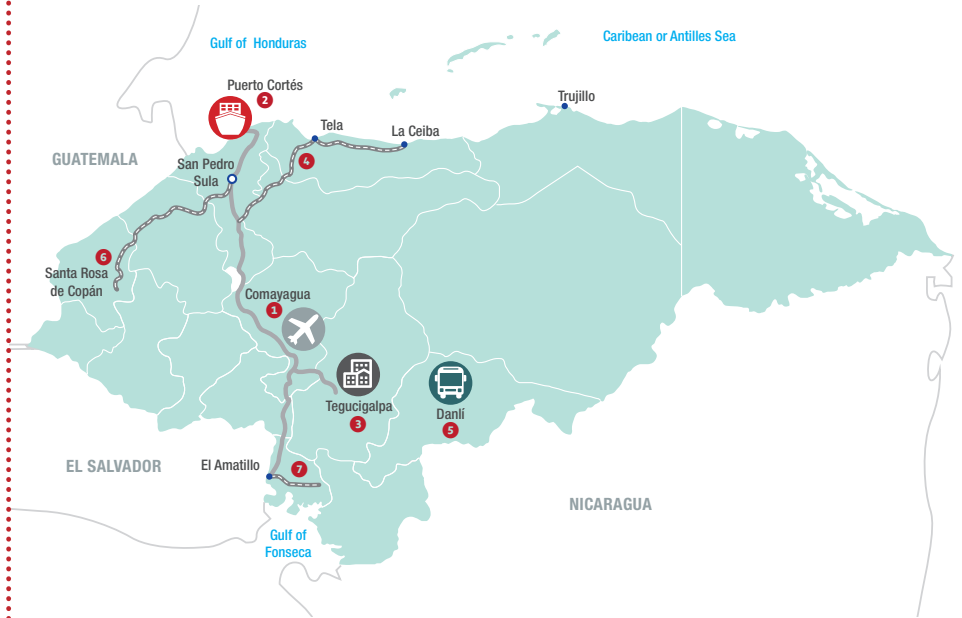 Gulf of Honduras
Caribean or Antilles Sea
Puerto Cortés
2
Trujillo
Tela
La Ceiba
GUATEMALA
4
San Pedro
Sula
6
Santa Rosa
de Copán
Comayagua
1
Tegucigalpa
3
Danlí
5
EL SALVADOR
El Amatillo
7
NICARAGUA
Gulf of
Fonseca